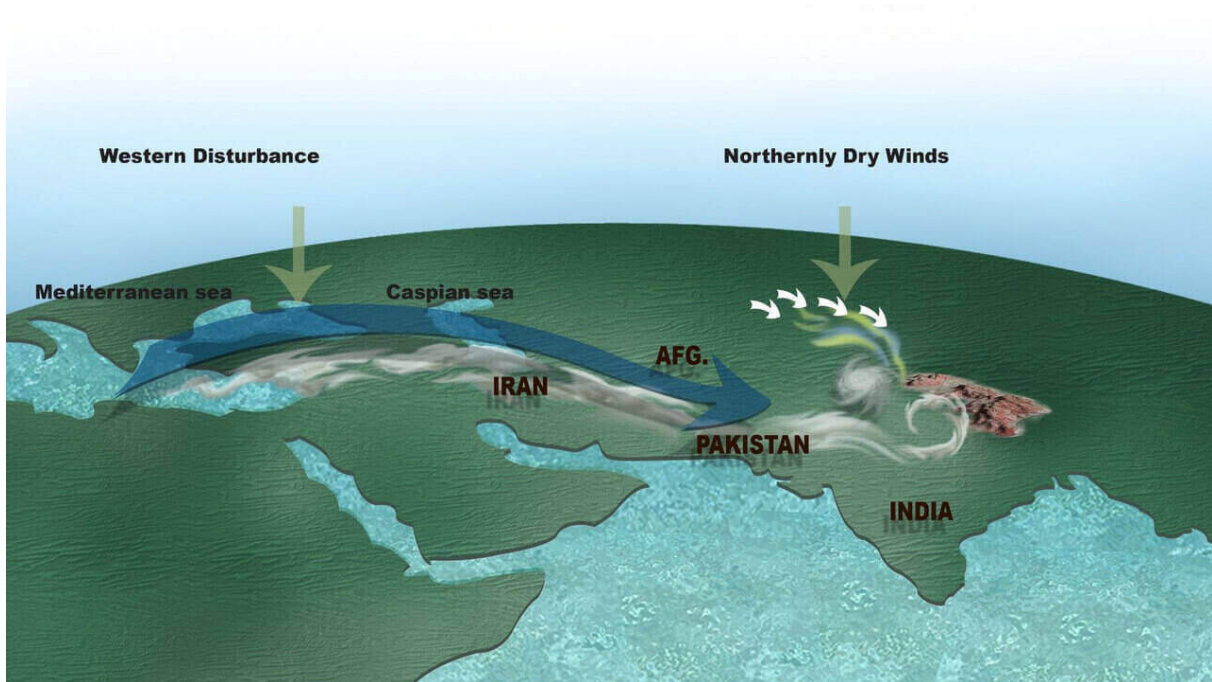 Western Disturbance
Northernly Dry Winds
Mediterranean sea
Caspian sea
AFG.
IRAN
PAKISTAN
INDIA